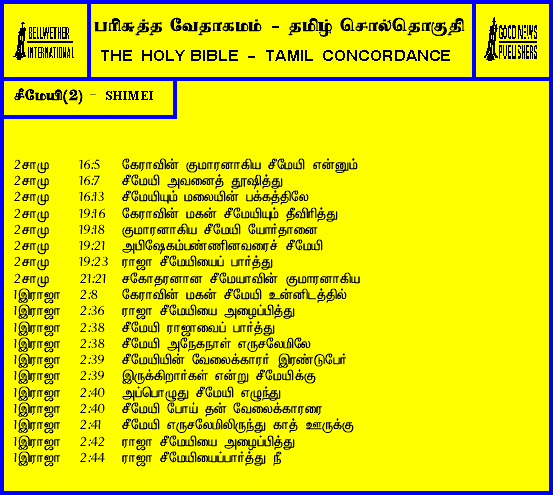 BELLWETHER
INTERNATIONAL
பரிசுத்த வேதாகமம் - தமிழ் சொல்தொகுதி
THE HOLY BIBLE - TAMIL CONCORDANCE
GOOD NEWS
PUBLISHERS
சீமேயி(2) - SHIMEI
2சாமு 16:5 கேராவின் குமாரனாகிய சீமேயி என்னும்
2சாமு 16:7 சீமேயி அவனைத் தூஷித்து
2சாமு 16:13 சீமேயியும் மலையின் பக்கத்திலே
2சாமு 19:16 கேராவின் மகன் சீமேயியும் தீவிரித்து
2சாமு 19:18 குமாரனாகிய சீமேயி யோர்தானை
2சாமு 19:21 அபிஷேகம்பண்ணினவரைச் சீமேயி
2சாமு 19:23 ராஜா சீமேயியைப் பார்த்து
2சாமு 21:21 சகோதரனான சீமேயாவின் குமாரனாகிய
1இராஜா 2:8 கேராவின் மகன் சீமேயி உன்னிடத்தில்
1இராஜா 2:36 ராஜா சீமேயியை அழைப்பித்து
1இராஜா 2:38 சீமேயி ராஜாவைப் பார்த்து
1இராஜா 2:38 சீமேயி அநேகநாள் எருசலேமிலே
1இராஜா 2:39 சீமேயியின் வேலைக்காரர் இரண்டுபேர்
1இராஜா 2:39 இருக்கிறார்கள் என்று சீமேயிக்கு
1இராஜா 2:40 அப்பொழுது சீமேயி எழுந்து
1இராஜா 2:40 சீமேயி போய் தன் வேலைக்காரரை
1இராஜா 2:41 சீமேயி எருசலேமிலிருந்து காத் ஊருக்கு
1இராஜா 2:42 ராஜா சீமேயியை அழைப்பித்து
1இராஜா 2:44 ராஜா சீமேயியைப்பார்த்து நீ